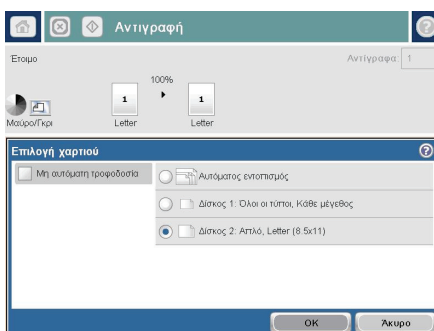 Αντιγραφή
Έτοιμο
Αντίγραφα: 1
100%
1
1
Μαύρο/Γκρι
Letter
Letter
Επιλογή χαρτιού
Μη αυτόματη τροφοδοσία
Αυτόματος εντοπισμός
Δίσκος 1: Όλοι οι τύποι, Κάθε μέγεθος
Δίσκος 2: Απλό, Letter (8.5x11)
OK
Άκυρο